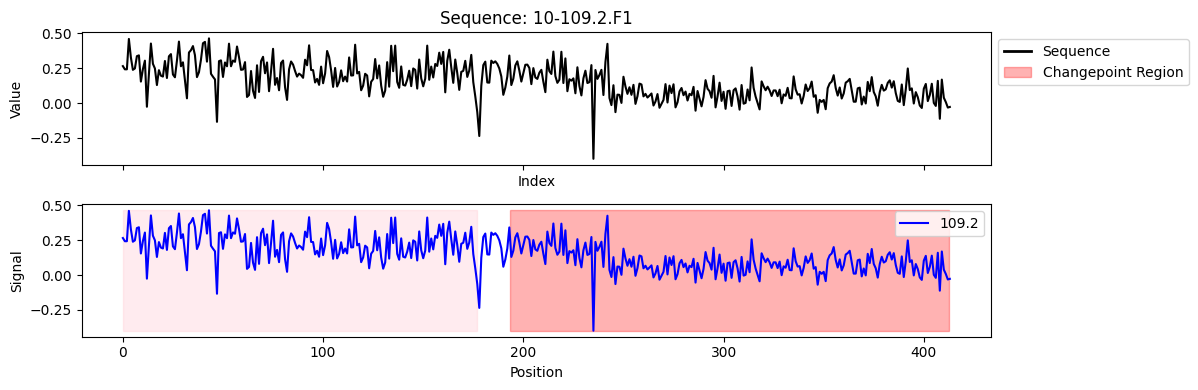 Sequence: 10-109.2.F1
0.50
0.25
0.00
−0.25
Value
Index
Sequence
Changepoint Region
0.50
0.25
0.00
−0.25
Signal
109.2
0 100 200 300 400
Position